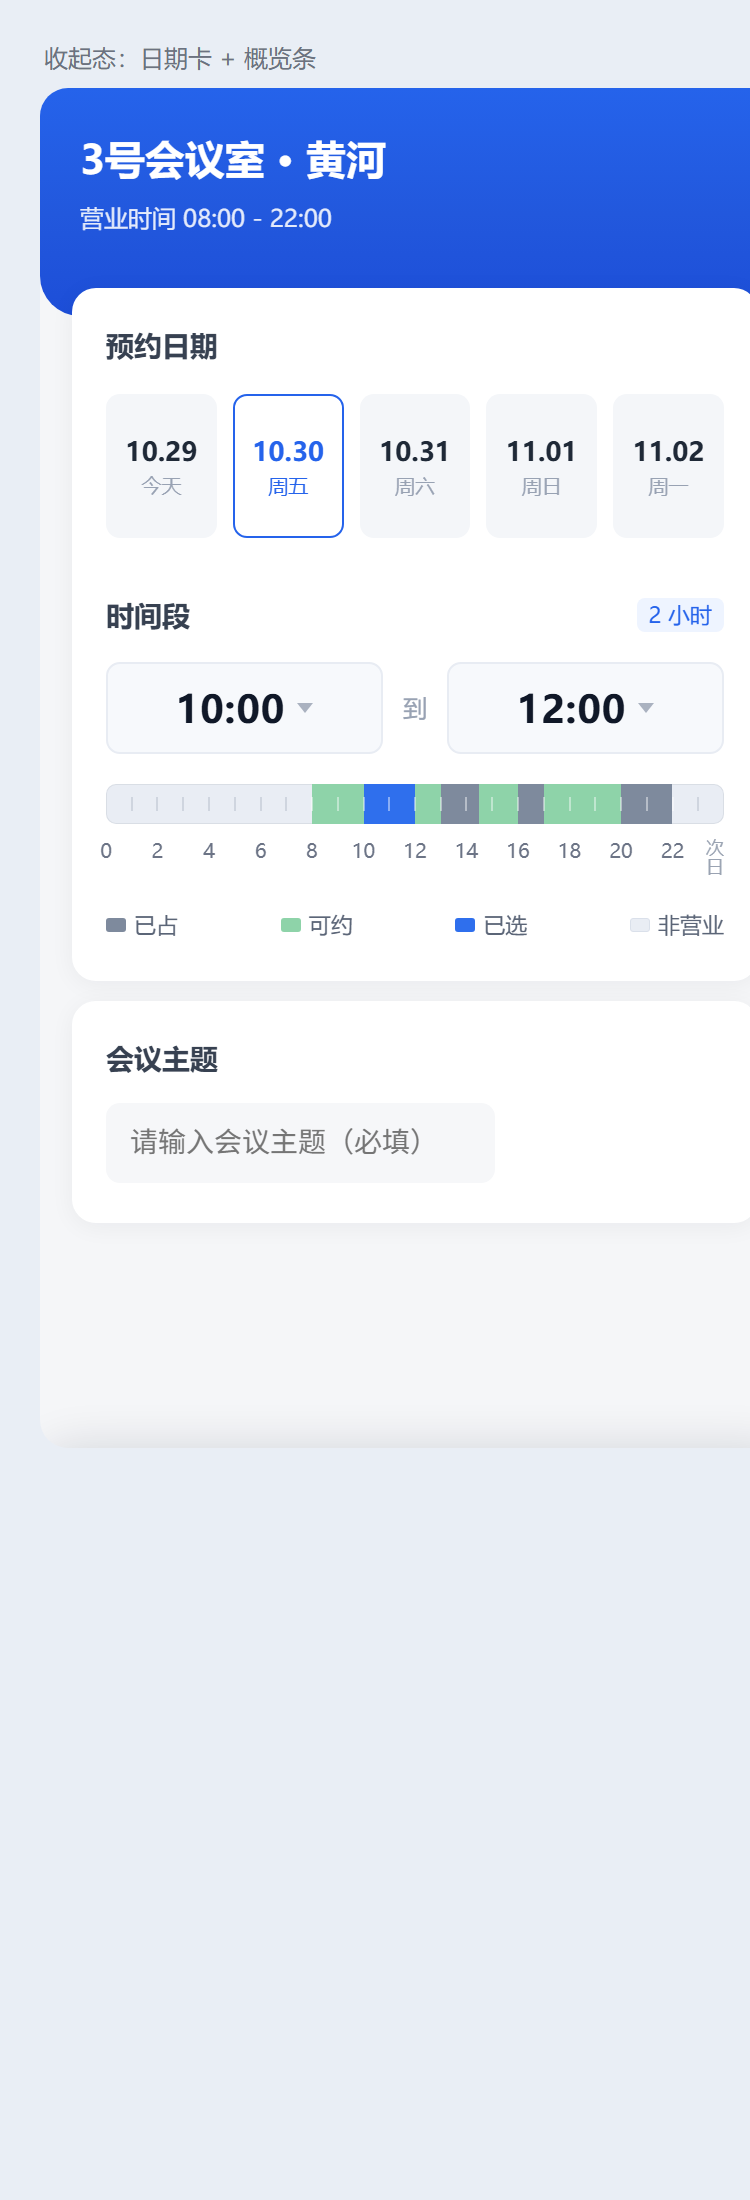 收起态：日期卡 + 概览条
3号会议室 · 黄河
营业时间 08:00 - 22:00
预约日期
10.29 10.30 10.31 11.01 11.02
今天 周五 周六 周日 周一
时间段 2 小时
10:00 到 12:00
0 2 4 6 8 10 12 14 16 18 20 22 次日
已占 可约 已选 非营业
会议主题
请输入会议主题（必填）